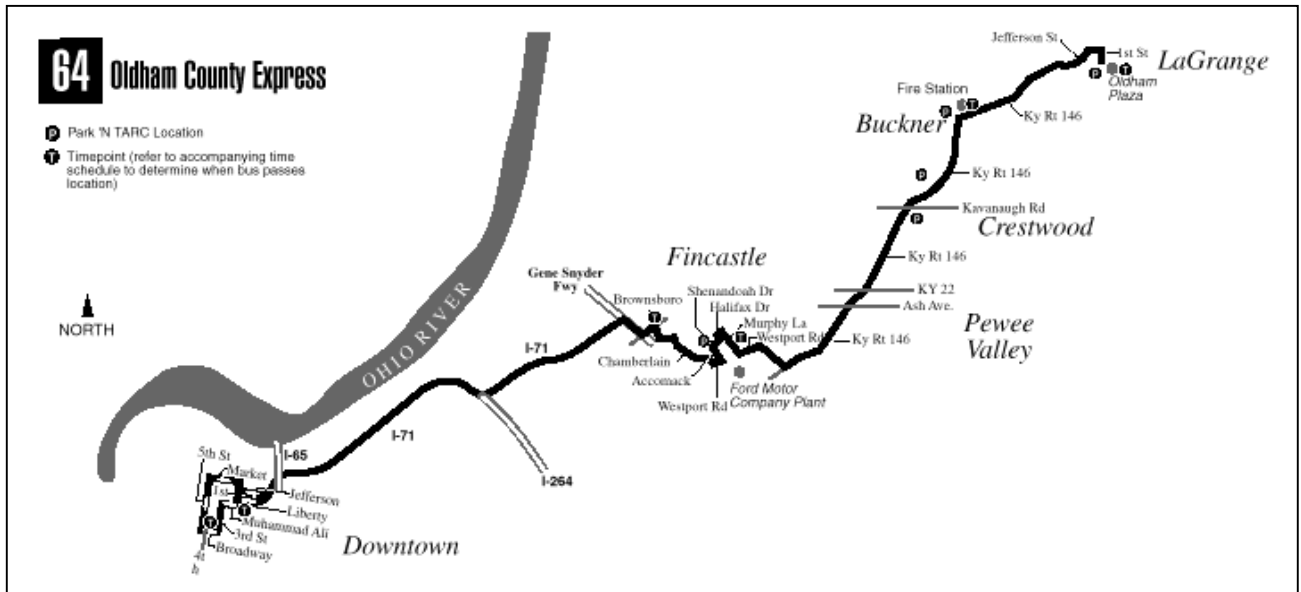 64 Oldham County Express
P Park 'N TARC Location
T Timepoint (refer to accompanying time
schedule to determine when bus passes
location)
NORTH
OHIO RIVER
Jefferson St
1st St
LaGrange
P
T
Oldham
Plaza
Fire Station
P
T
Buckner
Ky Rt 146
Ky Rt 146
P
Kavanaugh Rd
P
Crestwood
Ky Rt 146
KY 22
Ash Ave.
Pewee
Valley
Ky Rt 146
Fincastle
Gene Snyder
Fwy
Brownsboro
T
Shenandoah Dr
Halifax Dr
Murphy La
P
T
Westport Rd
Chamberlain
Accomack
Westport Rd
Ford Motor
Company Plant
I-71
I-71
I-264
I-65
5th St
Market
1st
Jefferson
Liberty
T
Muhammad Ali
T
3rd St
Broadway
4t
h
Downtown